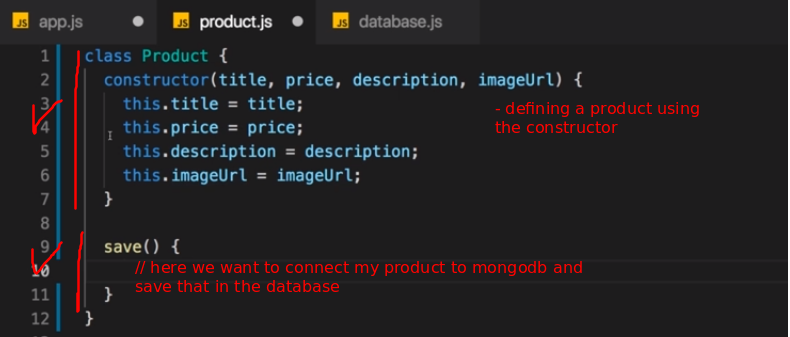 JS app.js ● JS product.js ● JS database.js
1 class Product {
2 constructor(title, price, description, imageUrl) {
3 this.title = title;
4 this.price = price;
5 this.description = description;
6 this.imageUrl = imageUrl;
7 }
8
9 save() {
10
11 }
12 }
- defining a product using
the constructor
// here we want to connect my product to mongodb and
save that in the database